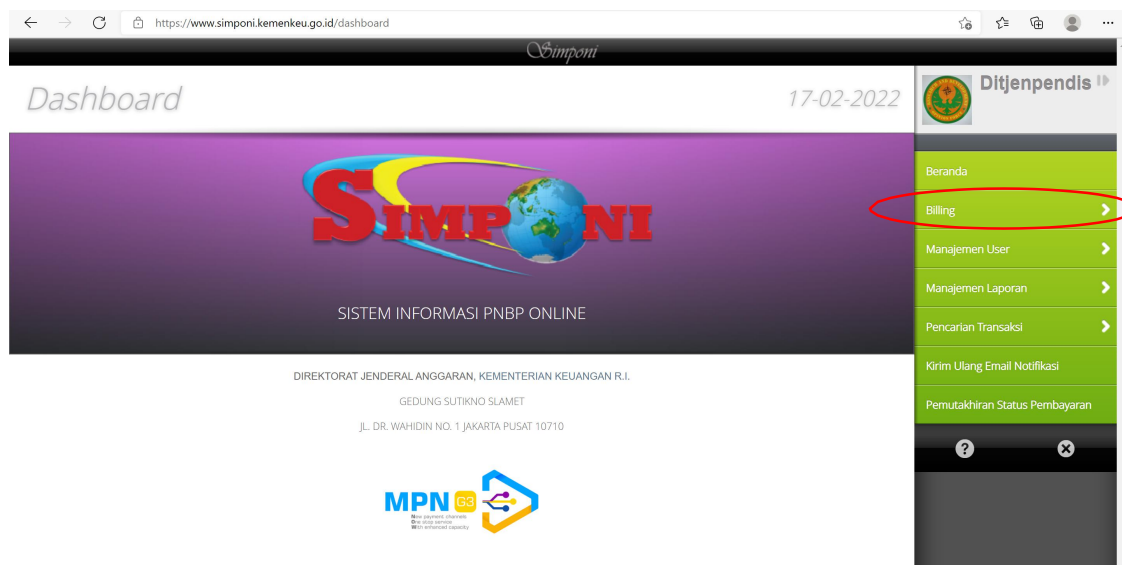 https://www.simponi.kemenkeu.go.id/dashboard
Simponi
Dashboard
17-02-2022
Ditjenpendis
SIMPONI
SISTEM INFORMASI PNBP ONLINE
DIREKTORAT JENDERAL ANGGARAN, KEMENTERIAN KEUANGAN R.I.
GEDUNG SUTIKNO SLAMET
JL. DR. WAHIDIN NO. 1 JAKARTA PUSAT 10710
MPN G3
New payment channels
One stop service
With enhanced capacity
Beranda
Billing
Manajemen User
Manajemen Laporan
Pencarian Transaksi
Kirim Ulang Email Notifikasi
Pemutakhiran Status Pembayaran